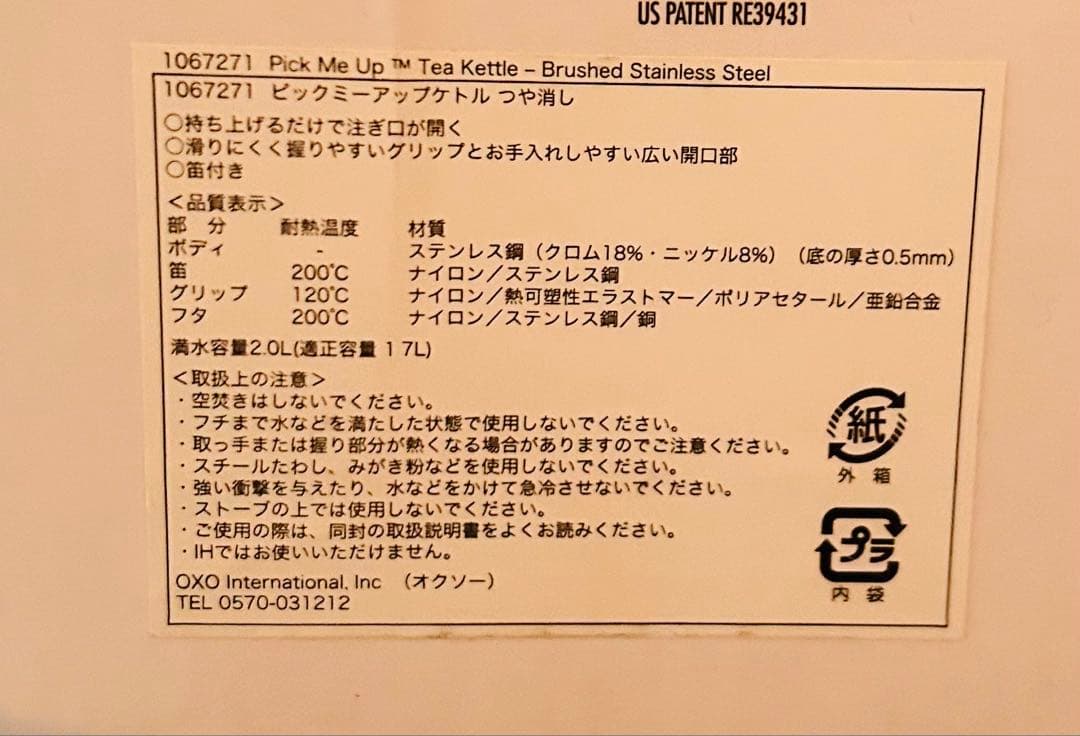 US PATENT RE39431
1067271 Pick Me Up ™ Tea Kettle – Brushed Stainless Steel
1067271 ピックミーアップケトル つや消し
○持ち上げるだけで注ぎ口が開く
○滑りにくく握りやすいグリップとお手入れしやすい広い開口部
○笛付き
＜品質表示＞
部 分 耐熱温度 材質
ボディ - ステンレス鋼（クロム18%・ニッケル8%）（底の厚さ0.5mm）
笛 200℃ ナイロン／ステンレス鋼
グリップ 120℃ ナイロン／熱可塑性エラストマー／ポリアセタール／亜鉛合金
フタ 200℃ ナイロン／ステンレス鋼／銅
満水容量2.0L(適正容量 1 7L)
＜取扱上の注意＞
・空焚きはしないでください。
・フチまで水などを満たした状態で使用しないでください。
・取っ手または握り部分が熱くなる場合がありますのでご注意ください。
・スチールたわし、みがき粉などを使用しないでください。
・強い衝撃を与えたり、水などをかけて急冷させないでください。
・ストーブの上では使用しないでください。
・ご使用の際は、同封の取扱説明書をよくお読みください。
・IHではお使いいただけません。
OXO International, Inc （オクソー）
TEL 0570-031212
紙
外 箱
プラ
内 袋